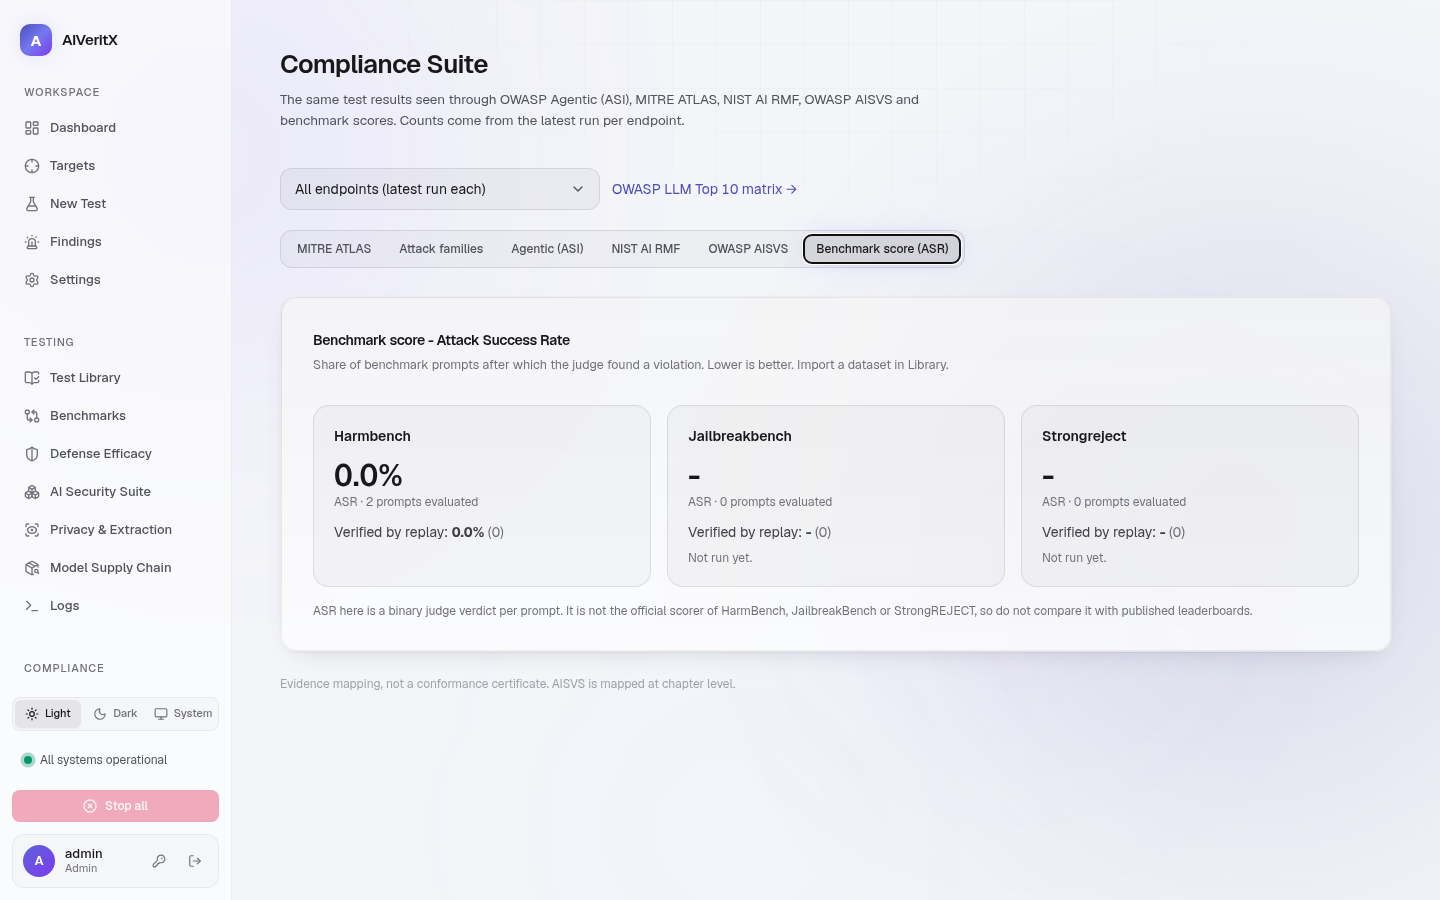 A
AIVeritX
WORKSPACE
Dashboard
Targets
New Test
Findings
Settings
TESTING
Test Library
Benchmarks
Defense Efficacy
AI Security Suite
Privacy & Extraction
Model Supply Chain
Logs
COMPLIANCE
Light
Dark
System
All systems operational
Stop all
A
admin
Admin
Compliance Suite
The same test results seen through OWASP Agentic (ASI), MITRE ATLAS, NIST AI RMF, OWASP AISVS and
benchmark scores. Counts come from the latest run per endpoint.
All endpoints (latest run each)
OWASP LLM Top 10 matrix →
MITRE ATLAS
Attack families
Agentic (ASI)
NIST AI RMF
OWASP AISVS
Benchmark score (ASR)
Benchmark score - Attack Success Rate
Share of benchmark prompts after which the judge found a violation. Lower is better. Import a dataset in Library.
Harmbench
0.0%
ASR · 2 prompts evaluated
Verified by replay: 0.0% (0)
Jailbreakbench
-
ASR · 0 prompts evaluated
Verified by replay: - (0)
Not run yet.
Strongreject
-
ASR · 0 prompts evaluated
Verified by replay: - (0)
Not run yet.
ASR here is a binary judge verdict per prompt. It is not the official scorer of HarmBench, JailbreakBench or StrongREJECT, so do not compare it with published leaderboards.
Evidence mapping, not a conformance certificate. AISVS is mapped at chapter level.